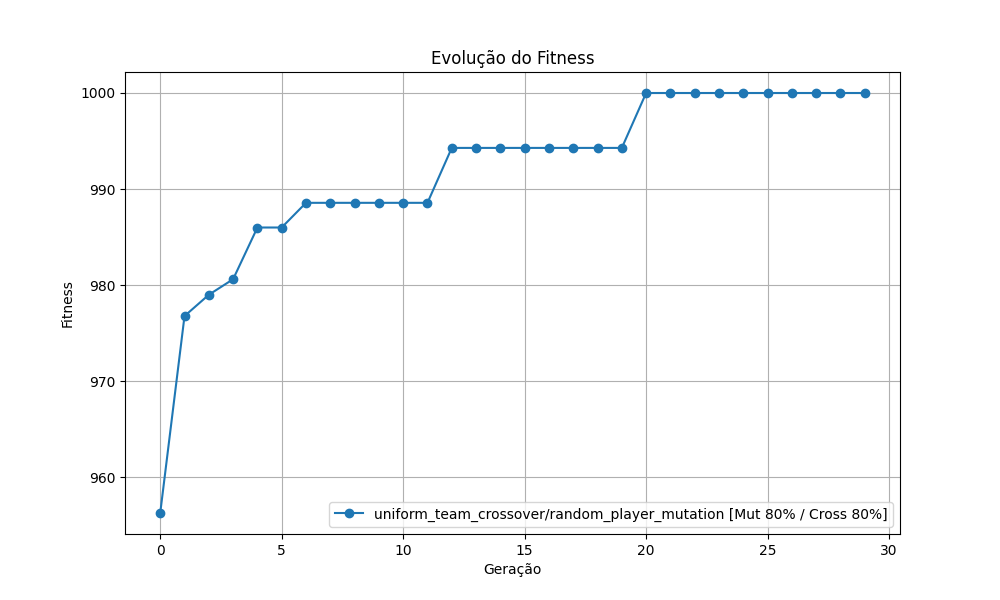 Evolução do Fitness
1000
990
980
970
960
Fitness
uniform_team_crossover/random_player_mutation [Mut 80% / Cross 80%]
0 5 10 15 20 25 30
Geração